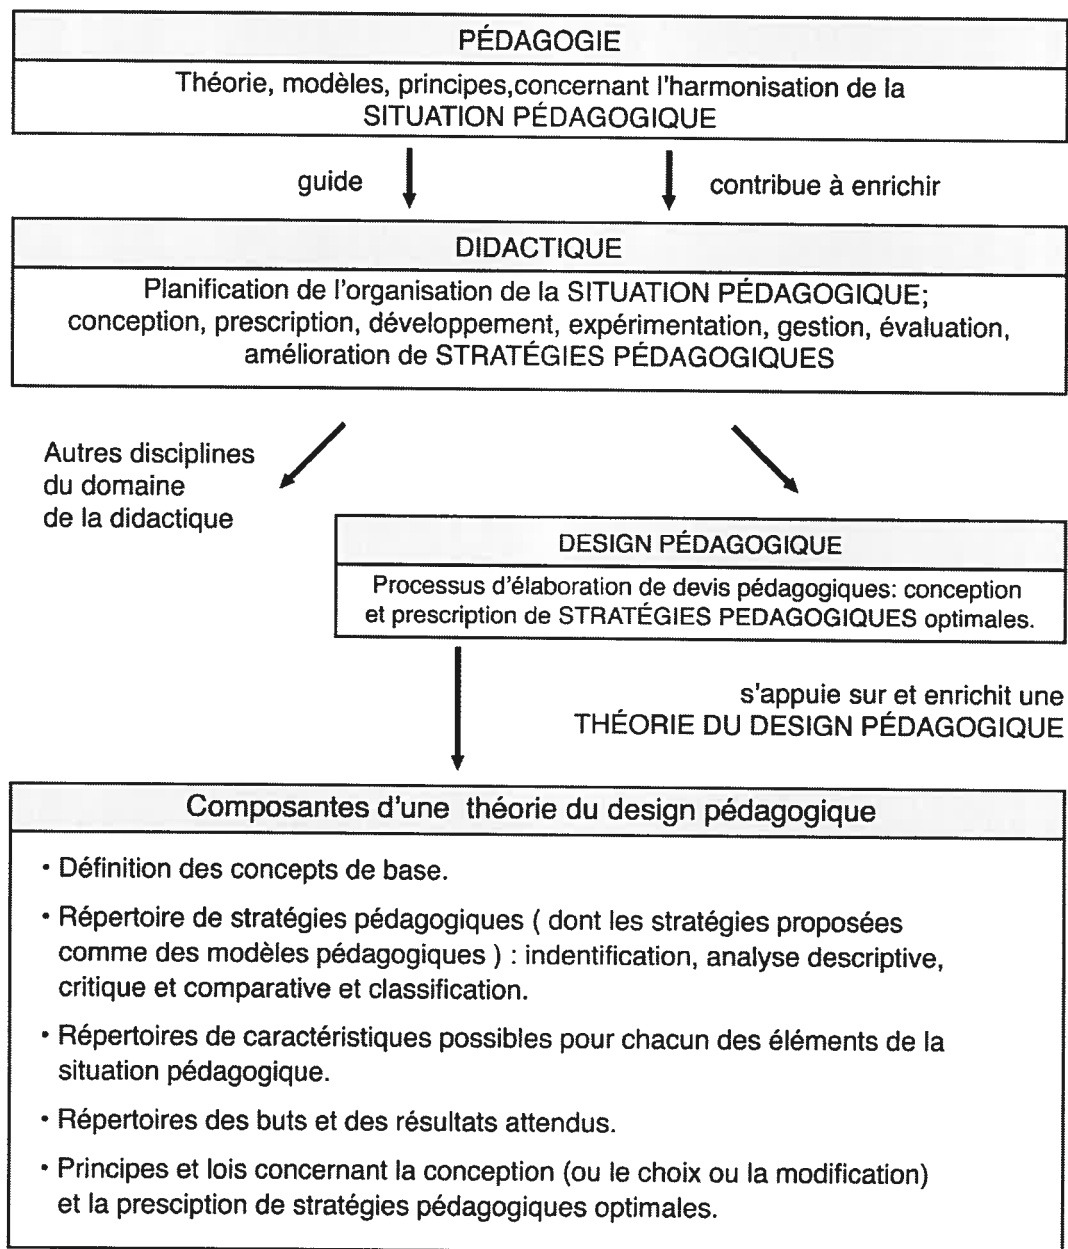 PÉDAGOGIE
Théorie, modèles, principes,concernant l'harmonisation de la
SITUATION PÉDAGOGIQUE
guide
contribue à enrichir
DIDACTIQUE
Planification de l'organisation de la SITUATION PÉDAGOGIQUE;
conception, prescription, développement, expérimentation, gestion, évaluation,
amélioration de STRATÉGIES PÉDAGOGIQUES
Autres disciplines
du domaine
de la didactique
DESIGN PÉDAGOGIQUE
Processus d'élaboration de devis pédagogiques: conception
et prescription de STRATÉGIES PEDAGOGIQUES optimales.
s'appuie sur et enrichit une
THÉORIE DU DESIGN PÉDAGOGIQUE
Composantes d'une théorie du design pédagogique
• Définition des concepts de base.
• Répertoire de stratégies pédagogiques ( dont les stratégies proposées
comme des modèles pédagogiques ) : indentification, analyse descriptive,
critique et comparative et classification.
• Répertoires de caractéristiques possibles pour chacun des éléments de la
situation pédagogique.
• Répertoires des buts et des résultats attendus.
• Principes et lois concernant la conception (ou le choix ou la modification)
et la presciption de stratégies pédagogiques optimales.